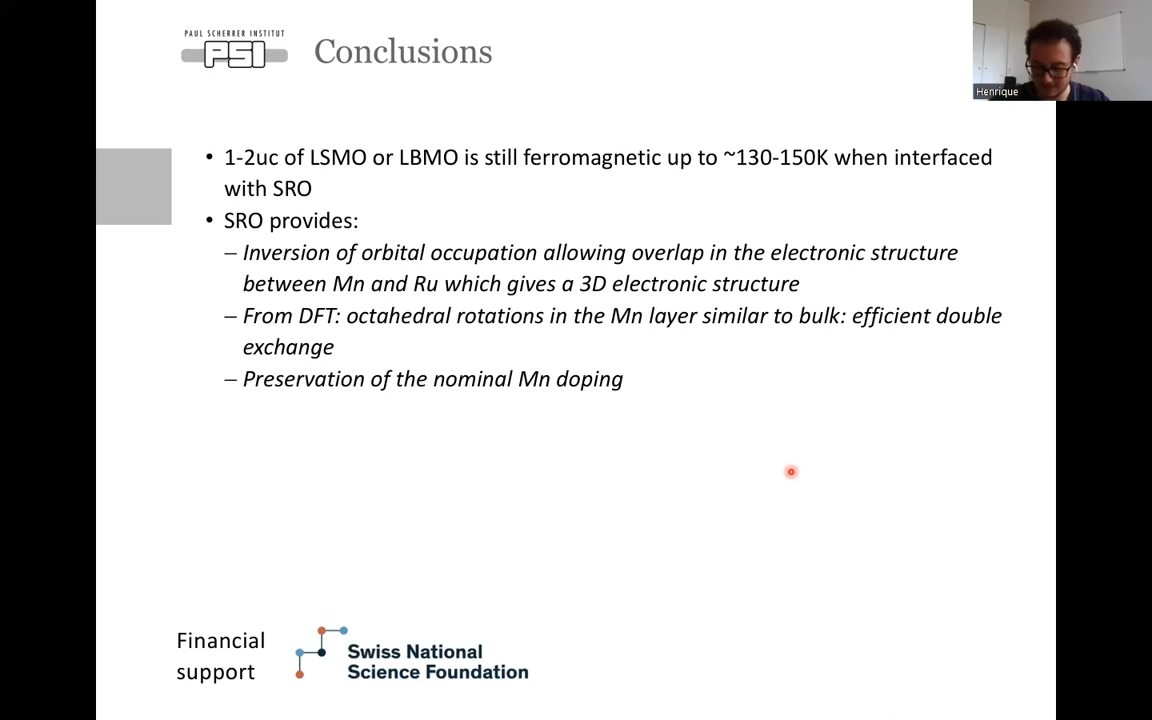 PAUL SCHERRER INSTITUT
PSI
Conclusions
Henrique
• 1-2uc of LSMO or LBMO is still ferromagnetic up to ~130-150K when interfaced
with SRO
• SRO provides:
– Inversion of orbital occupation allowing overlap in the electronic structure
between Mn and Ru which gives a 3D electronic structure
– From DFT: octahedral rotations in the Mn layer similar to bulk: efficient double
exchange
– Preservation of the nominal Mn doping
Financial
support
Swiss National
Science Foundation